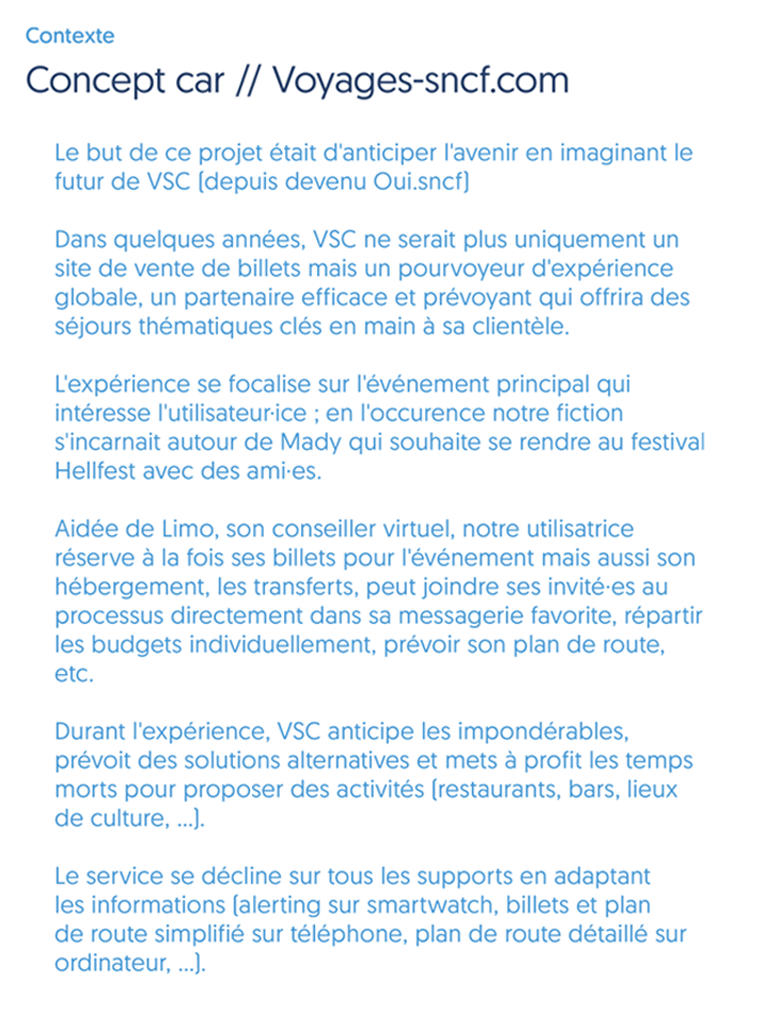 Contexte
Concept car // Voyages-sncf.com
Le but de ce projet était d'anticiper l'avenir en imaginant le
futur de VSC (depuis devenu Oui.sncf)
Dans quelques années, VSC ne serait plus uniquement un
site de vente de billets mais un pourvoyeur d'expérience
globale, un partenaire efficace et prévoyant qui offrira des
séjours thématiques clés en main à sa clientèle.
L'expérience se focalise sur l'événement principal qui
intéresse l'utilisateur·ice ; en l'occurence notre fiction
s'incarnait autour de Mady qui souhaite se rendre au festival
Hellfest avec des ami·es.
Aidée de Limo, son conseiller virtuel, notre utilisatrice
réserve à la fois ses billets pour l'événement mais aussi son
hébergement, les transferts, peut joindre ses invité·es au
processus directement dans sa messagerie favorite, répartir
les budgets individuellement, prévoir son plan de route,
etc.
Durant l'expérience, VSC anticipe les impondérables,
prévoit des solutions alternatives et mets à profit les temps
morts pour proposer des activités (restaurants, bars, lieux
de culture, ...).
Le service se décline sur tous les supports en adaptant
les informations (alerting sur smartwatch, billets et plan
de route simplifié sur téléphone, plan de route détaillé sur
ordinateur, ...).